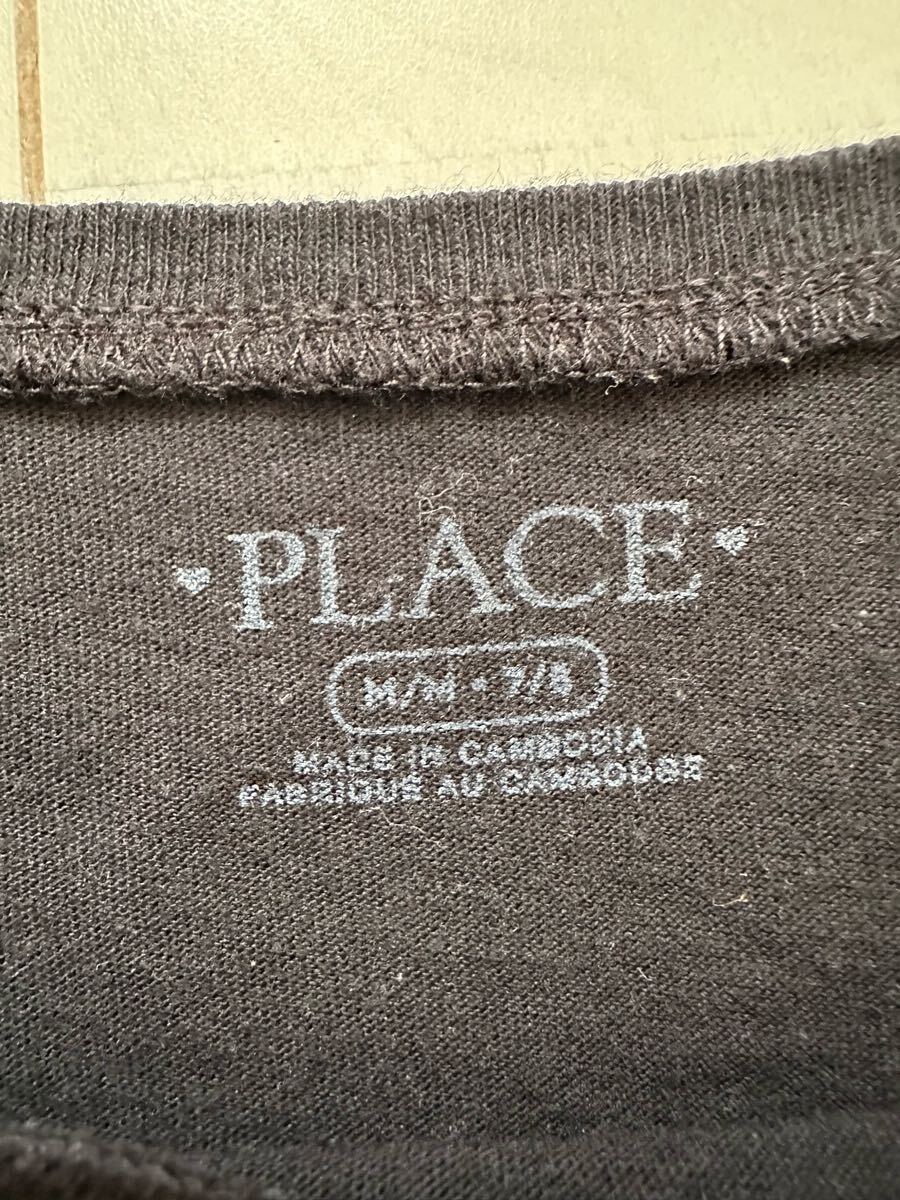 PLACE
M/M • 7/8
MADE IN CAMBODIA
FABRIQUE AU CAMBODGE